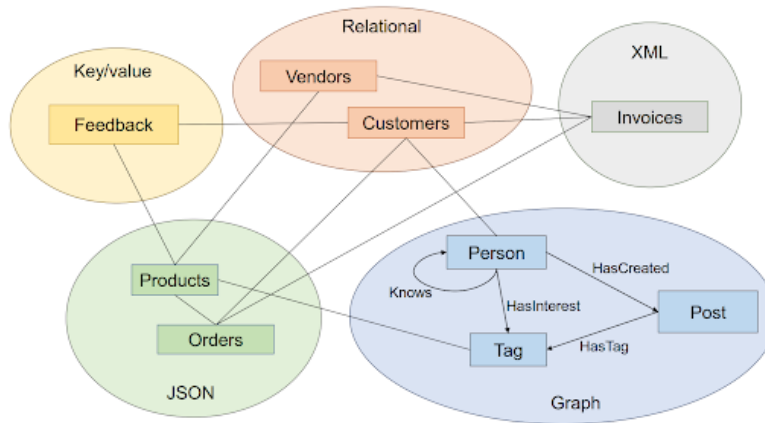 Relational
XML
Key/value
Vendors
Feedback
Customers
Invoices
Person
HasCreated
Products
Knows
HasInterest
Post
Orders
Tag
HasTag
JSON
Graph